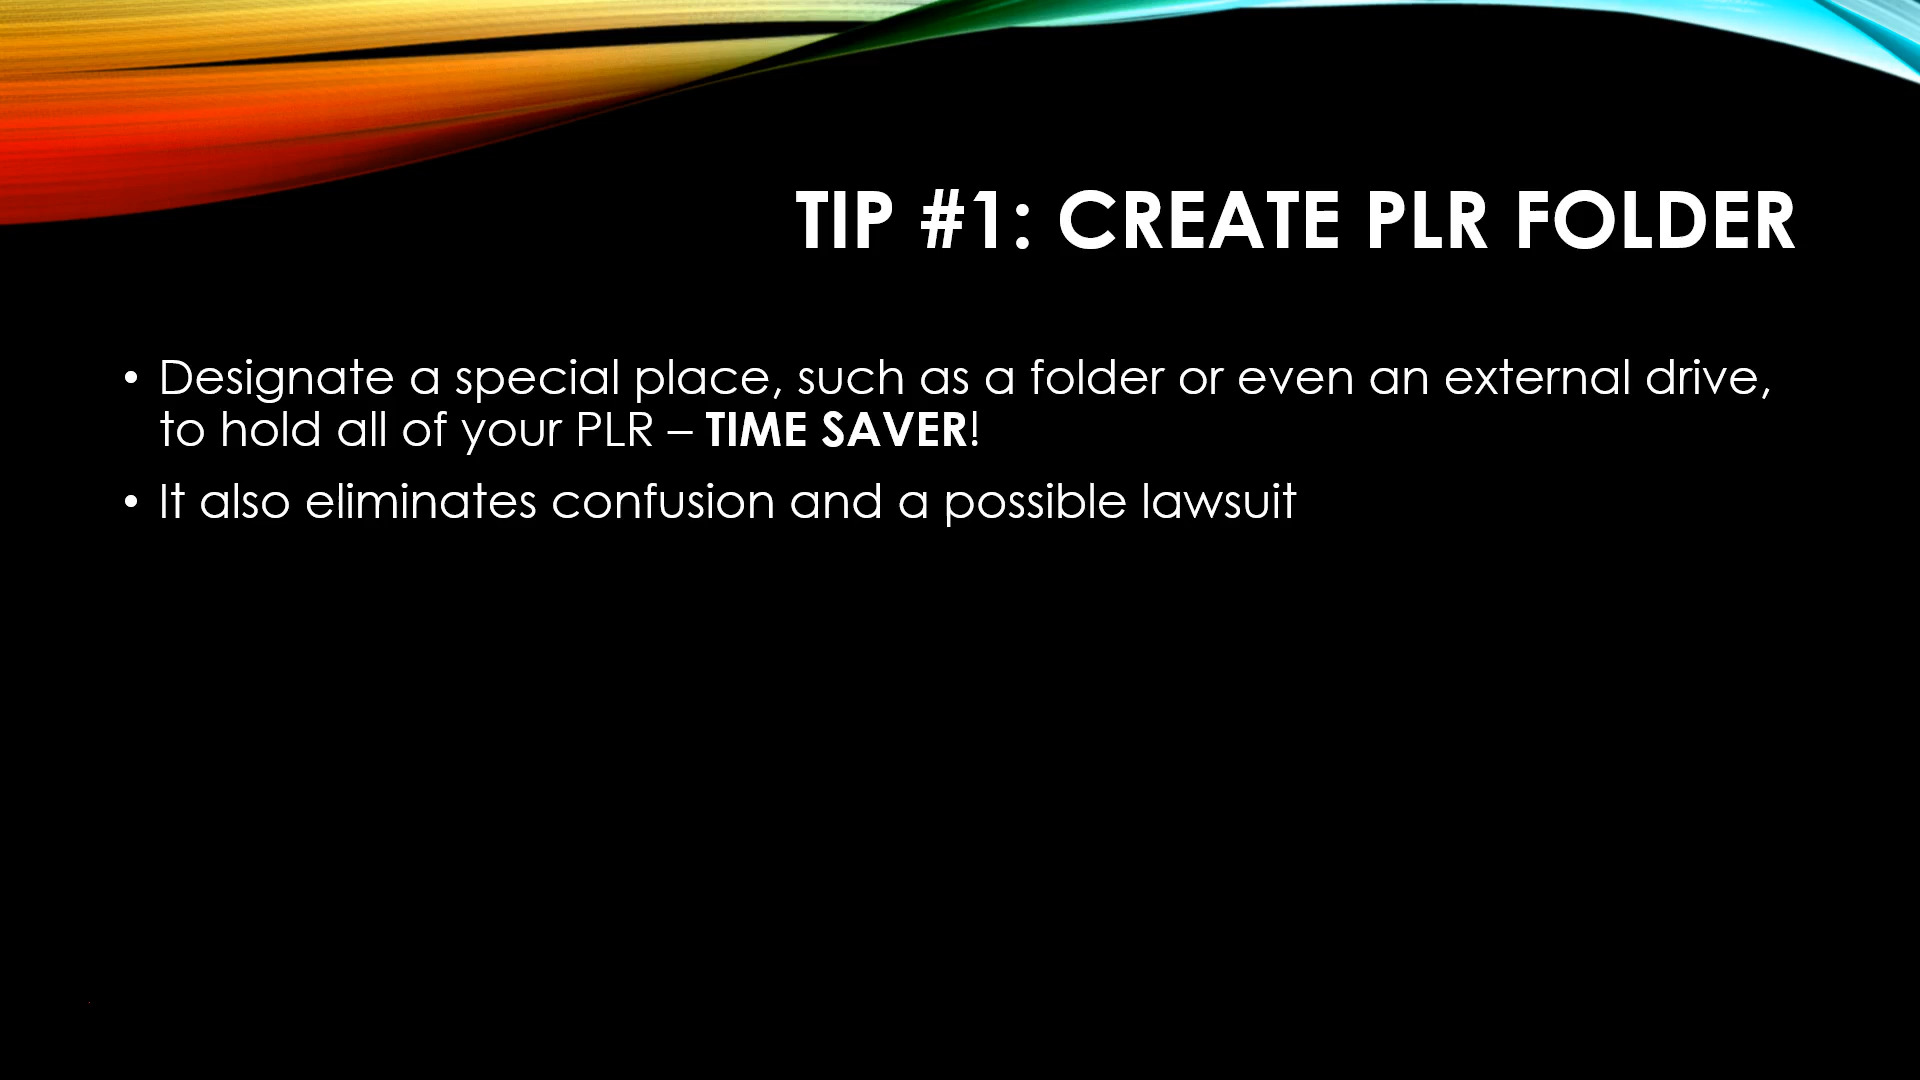 TIP #1: CREATE PLR FOLDER
• Designate a special place, such as a folder or even an external drive,
to hold all of your PLR – TIME SAVER!
• It also eliminates confusion and a possible lawsuit